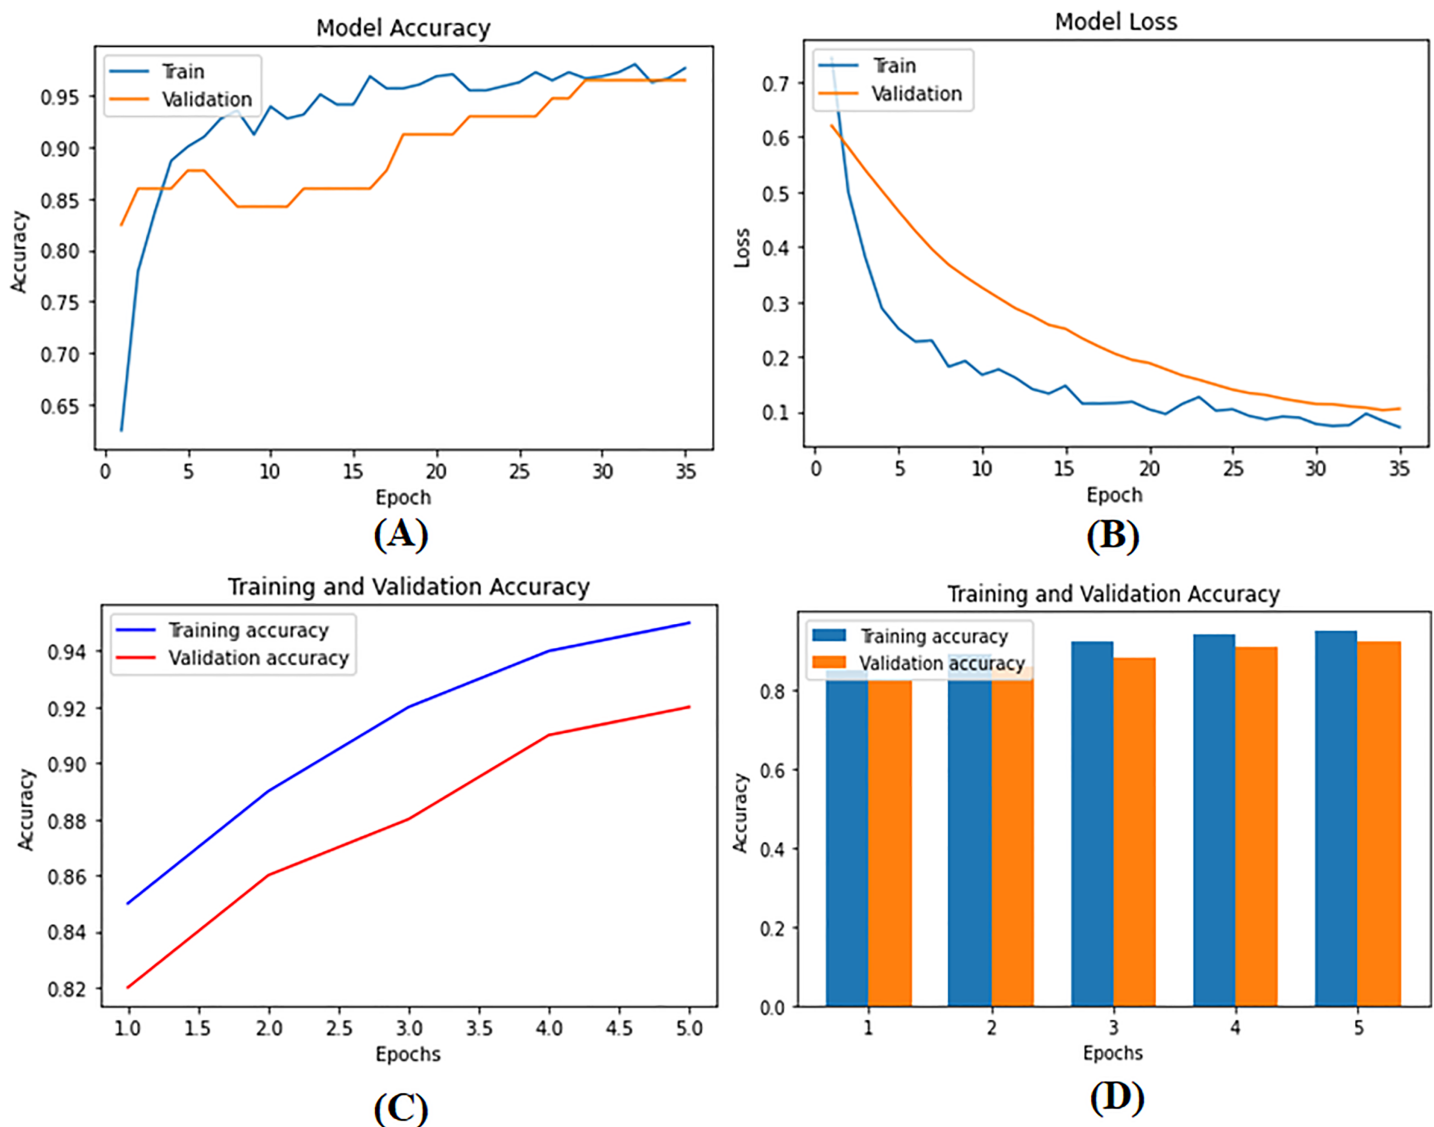 Model Accuracy
Train
Validation
0.95
0.90
0.85
0.80
0.75
0.70
0.65
Accuracy
0 5 10 15 20 25 30 35
Epoch
(A)
Model Loss
Train
Validation
0.7
0.6
0.5
0.4
0.3
0.2
0.1
Loss
0 5 10 15 20 25 30 35
Epoch
(B)
Training and Validation Accuracy
Training accuracy
Validation accuracy
0.94
0.92
0.90
0.88
0.86
0.84
0.82
Accuracy
1.0 1.5 2.0 2.5 3.0 3.5 4.0 4.5 5.0
Epochs
(C)
Training and Validation Accuracy
Training accuracy
Validation accuracy
0.8
0.6
0.4
0.2
0.0
Accuracy
1 2 3 4 5
Epochs
(D)